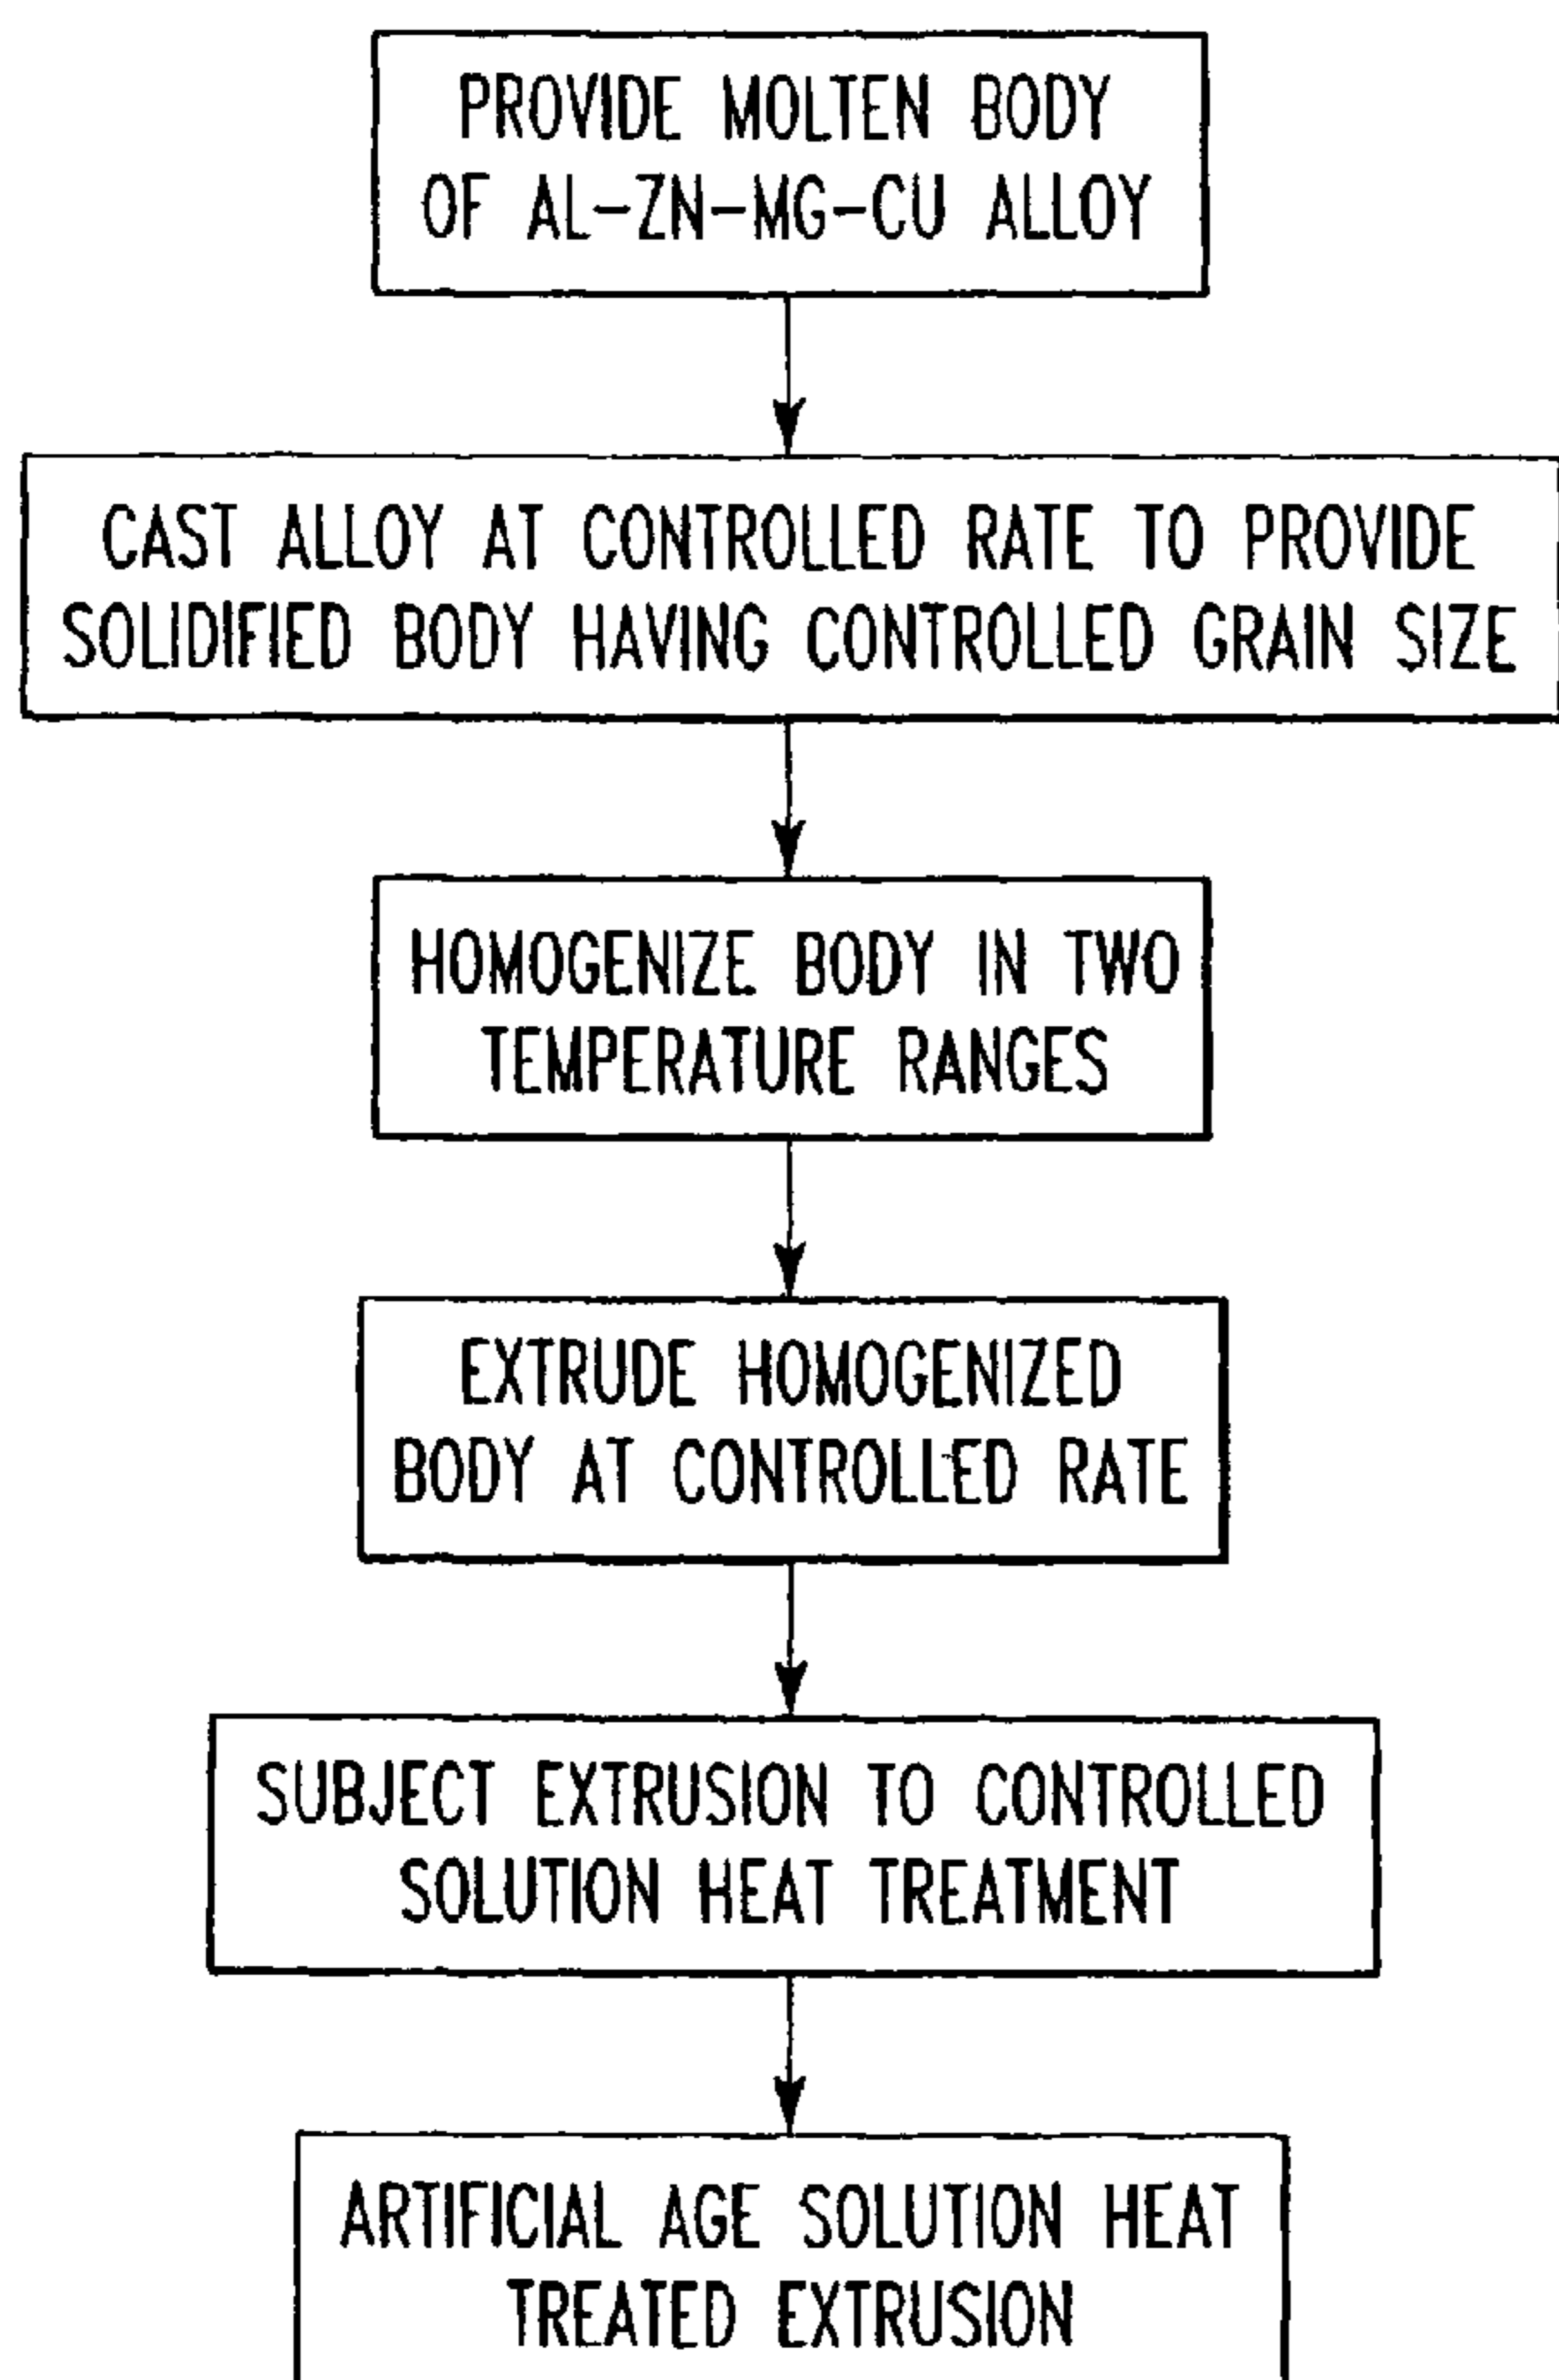 PROVIDE MOLTEN BODY
OF AL-ZN-MG-CU ALLOY
CAST ALLOY AT CONTROLLED RATE TO PROVIDE
SOLIDIFIED BODY HAVING CONTROLLED GRAIN SIZE
HOMOGENIZE BODY IN TWO
TEMPERATURE RANGES
EXTRUDE HOMOGENIZED
BODY AT CONTROLLED RATE
SUBJECT EXTRUSION TO CONTROLLED
SOLUTION HEAT TREATMENT
ARTIFICIAL AGE SOLUTION HEAT
TREATED EXTRUSION